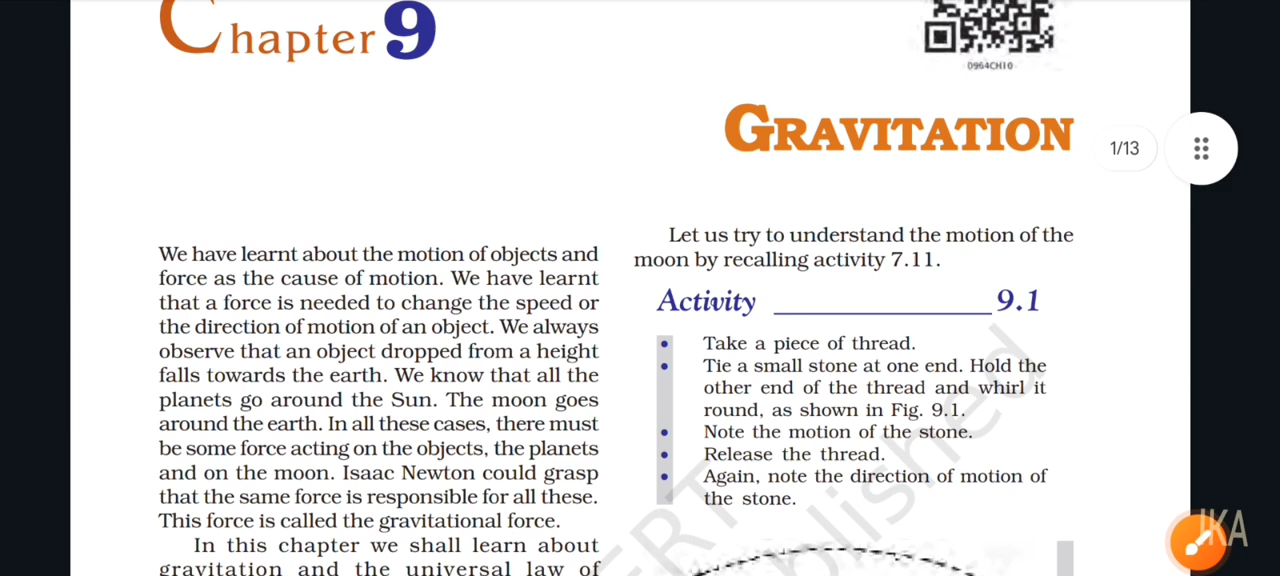 Chapter 9
0964CH10
GRAVITATION
1/13
We have learnt about the motion of objects and
force as the cause of motion. We have learnt
that a force is needed to change the speed or
the direction of motion of an object. We always
observe that an object dropped from a height
falls towards the earth. We know that all the
planets go around the Sun. The moon goes
around the earth. In all these cases, there must
be some force acting on the objects, the planets
and on the moon. Isaac Newton could grasp
that the same force is responsible for all these.
This force is called the gravitational force.
In this chapter we shall learn about
gravitation and the universal law of
Let us try to understand the motion of the
moon by recalling activity 7.11.
Activity 9.1
• Take a piece of thread.
• Tie a small stone at one end. Hold the
other end of the thread and whirl it
round, as shown in Fig. 9.1.
• Note the motion of the stone.
• Release the thread.
• Again, note the direction of motion of
the stone.